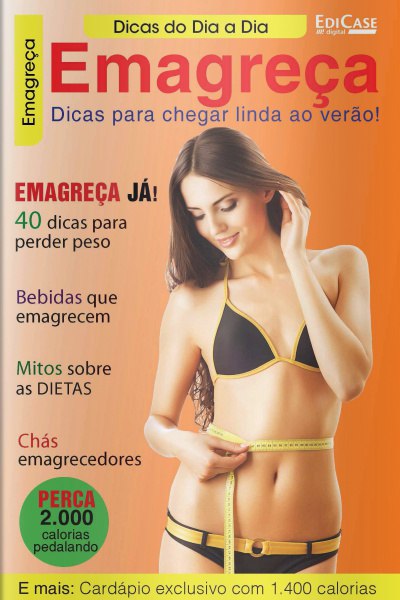 Dicas do Dia a Dia
EDICASE
digital
Emagreça
Emagreça
Dicas para chegar linda ao verão!
EMAGREÇA JÁ!
40 dicas para
perder peso
Bebidas que
emagrecem
Mitos sobre
as DIETAS
Chás
emagrecedores
PERCA
2.000
calorias
pedalando
E mais: Cardápio exclusivo com 1.400 calorias